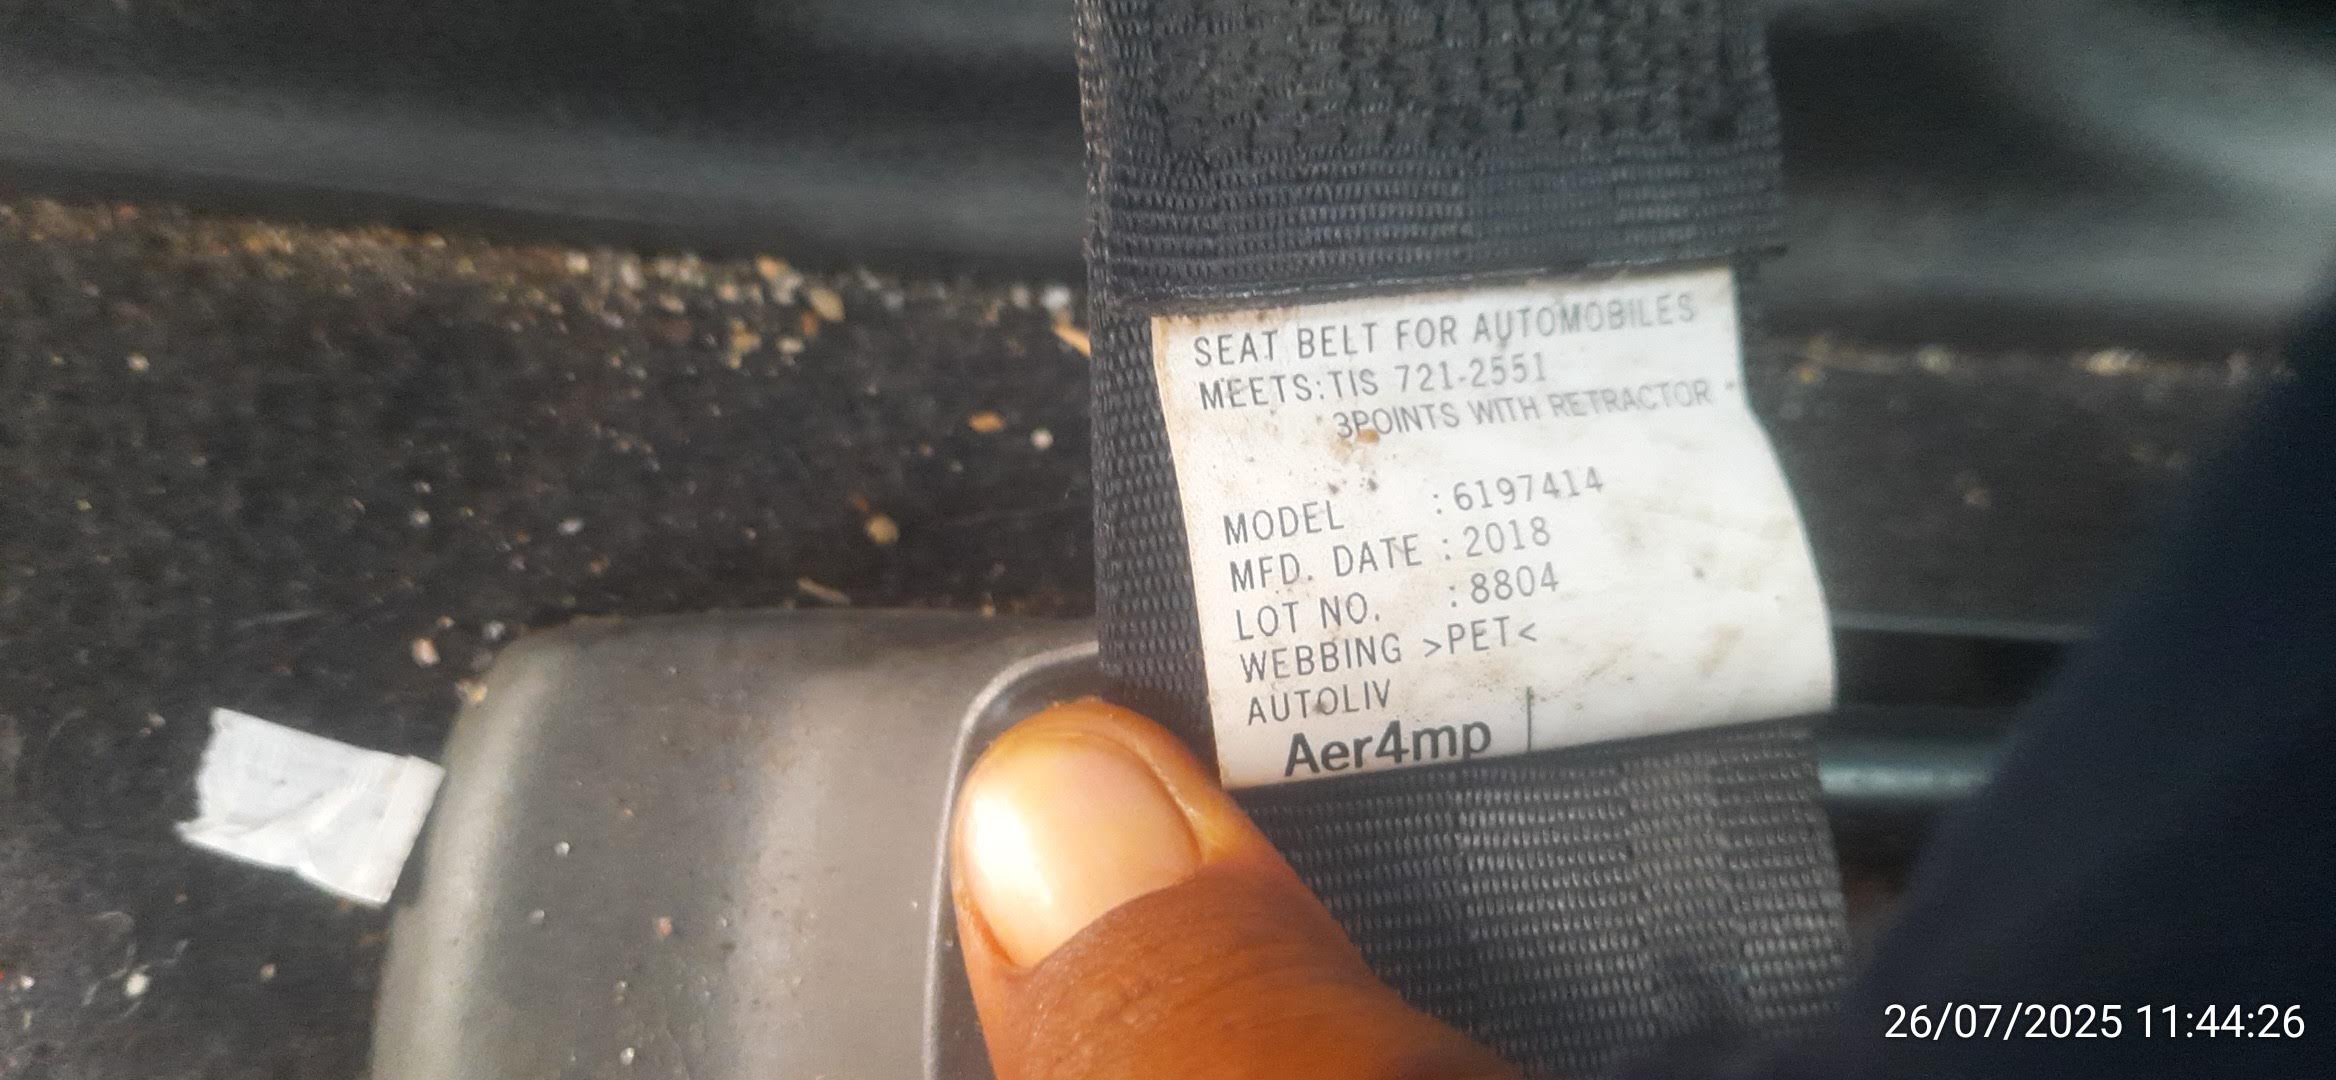 SEAT BELT FOR AUTOMOBILES
MEETS:TIS 721-2551
3POINTS WITH RETRACTOR
MODEL : 6197414
MFD. DATE : 2018
LOT NO. : 8804
WEBBING >PET<
AUTOLIV
Aer4mp
26/07/2025 11:44:26